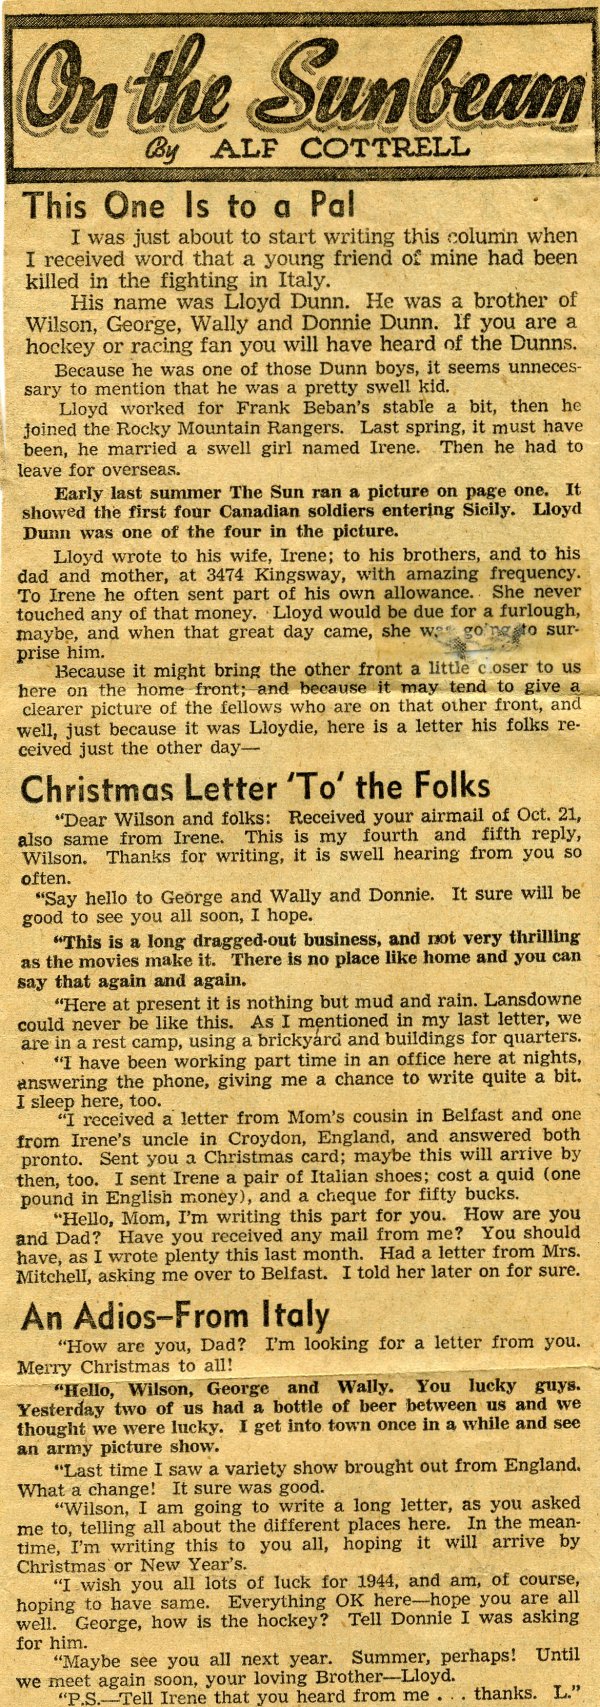 On the Sunbeam
By ALF COTTRELL
This One Is to a Pal
I was just about to start writing this column when
I received word that a young friend of mine had been
killed in the fighting in Italy.
His name was Lloyd Dunn. He was a brother of
Wilson, George, Wally and Donnie Dunn. If you are a
hockey or racing fan you will have heard of the Dunns.
Because he was one of those Dunn boys, it seems unneces-
sary to mention that he was a pretty swell kid.
Lloyd worked for Frank Beban's stable a bit, then he
joined the Rocky Mountain Rangers. Last spring, it must have
been, he married a swell girl named Irene. Then he had to
leave for overseas.
Early last summer The Sun ran a picture on page one. It
showed the first four Canadian soldiers entering Sicily. Lloyd
Dunn was one of the four in the picture.
Lloyd wrote to his wife, Irene; to his brothers, and to his
dad and mother, at 3474 Kingsway, with amazing frequency.
To Irene he often sent part of his own allowance. She never
touched any of that money. Lloyd would be due for a furlough,
maybe, and when that great day came, she was going to sur-
prise him.
Because it might bring the other front a little closer to us
here on the home front; and because it may tend to give a
clearer picture of the fellows who are on that other front, and
well, just because it was Lloydie, here is a letter his folks re-
ceived just the other day—
Christmas Letter 'To' the Folks
"Dear Wilson and folks: Received your airmail of Oct. 21,
also same from Irene. This is my fourth and fifth reply,
Wilson. Thanks for writing, it is swell hearing from you so
often.
"Say hello to George and Wally and Donnie. It sure will be
good to see you all soon, I hope.
"This is a long dragged-out business, and not very thrilling
as the movies make it. There is no place like home and you can
say that again and again.
"Here at present it is nothing but mud and rain. Lansdowne
could never be like this. As I mentioned in my last letter, we
are in a rest camp, using a brickyard and buildings for quarters.
"I have been working part time in an office here at nights,
answering the phone, giving me a chance to write quite a bit.
I sleep here, too.
"I received a letter from Mom's cousin in Belfast and one
from Irene's uncle in Croydon, England, and answered both
pronto. Sent you a Christmas card; maybe this will arrive by
then, too. I sent Irene a pair of Italian shoes; cost a quid (one
pound in English money), and a cheque for fifty bucks.
"Hello, Mom, I'm writing this part for you. How are you
and Dad? Have you received any mail from me? You should
have, as I wrote plenty this last month. Had a letter from Mrs.
Mitchell, asking me over to Belfast. I told her later on for sure.
An Adios—From Italy
"How are you, Dad? I'm looking for a letter from you.
Merry Christmas to all!
"Hello, Wilson, George and Wally. You lucky guys.
Yesterday two of us had a bottle of beer between us and we
thought we were lucky. I get into town once in a while and see
an army picture show.
"Last time I saw a variety show brought out from England.
What a change! It sure was good.
"Wilson, I am going to write a long letter, as you asked
me to, telling all about the different places here. In the mean-
time, I'm writing this to you all, hoping it will arrive by
Christmas or New Year's.
"I wish you all lots of luck for 1944, and am, of course,
hoping to have same. Everything OK here—hope you are all
well. George, how is the hockey? Tell Donnie I was asking
for him.
"Maybe see you all next year. Summer, perhaps! Until
we meet again soon, your loving Brother—Lloyd.
"P.S.—Tell Irene that you heard from me . . . thanks. L."